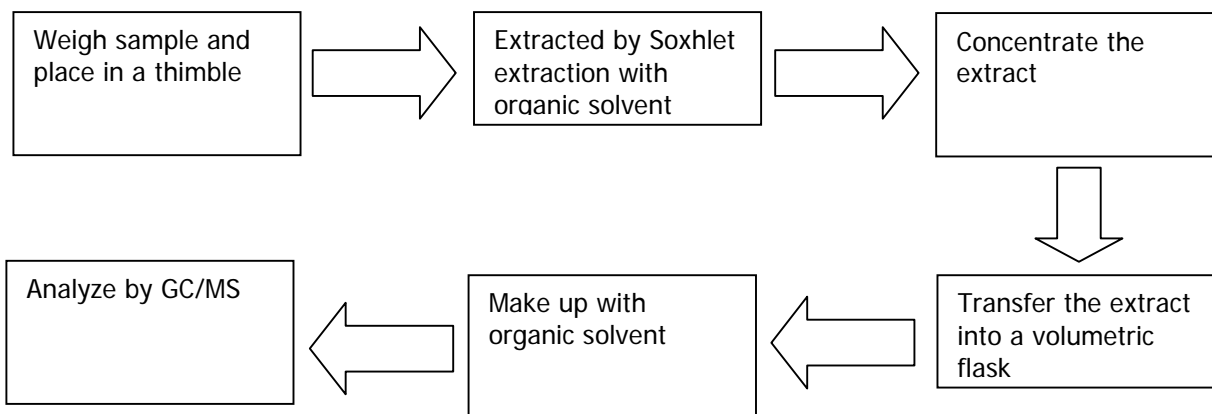 Weigh sample and
place in a thimble
Extracted by Soxhlet
extraction with
organic solvent
Concentrate the
extract
Transfer the extract
into a volumetric
flask
Make up with
organic solvent
Analyze by GC/MS